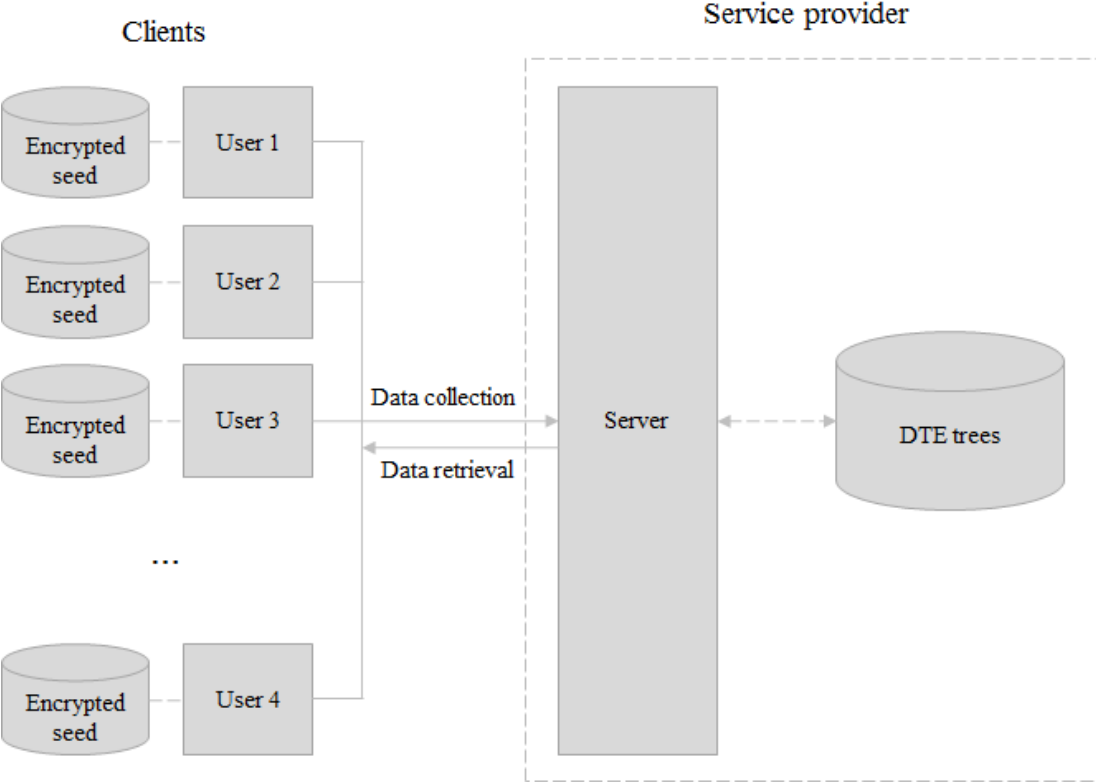 Clients
Service provider
Encrypted
seed
User 1
Encrypted
seed
User 2
Encrypted
seed
User 3
Data collection
Data retrieval
Server
DTE trees
...
Encrypted
seed
User 4